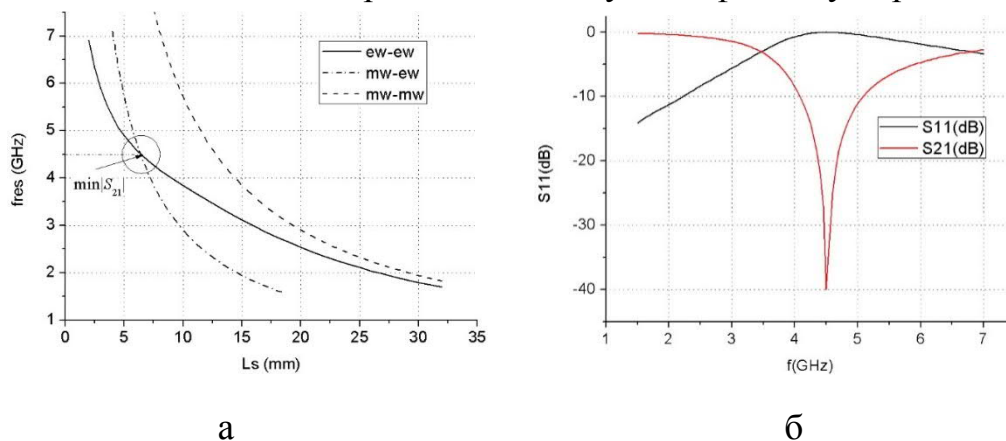 7
6
5
4
3
2
1
fres (GHz)
ew-ew
mw-ew
mw-mw
min|S21|
0 5 10 15 20 25 30 35
Ls (mm)
а
0
-10
-20
-30
-40
S11(dB)
S11(dB)
S21(dB)
1 2 3 4 5 6 7
f(GHz)
б